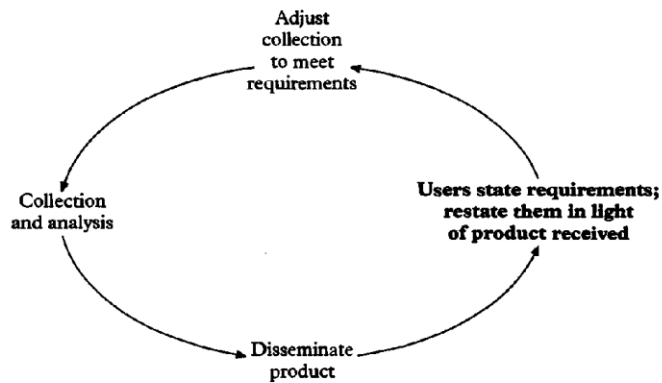 Adjust
collection
to meet
requirements
Users state requirements;
restate them in light
of product received
Collection
and analysis
Disseminate
product